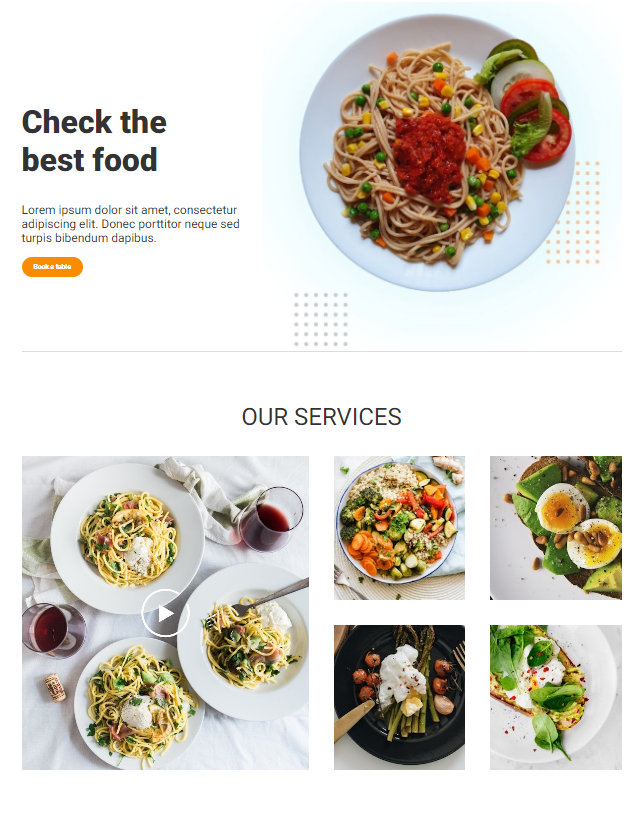 Check the
best food
Lorem ipsum dolor sit amet, consectetur
adipiscing elit. Donec porttitor neque sed
turpis bibendum dapibus.
Book a table
OUR SERVICES